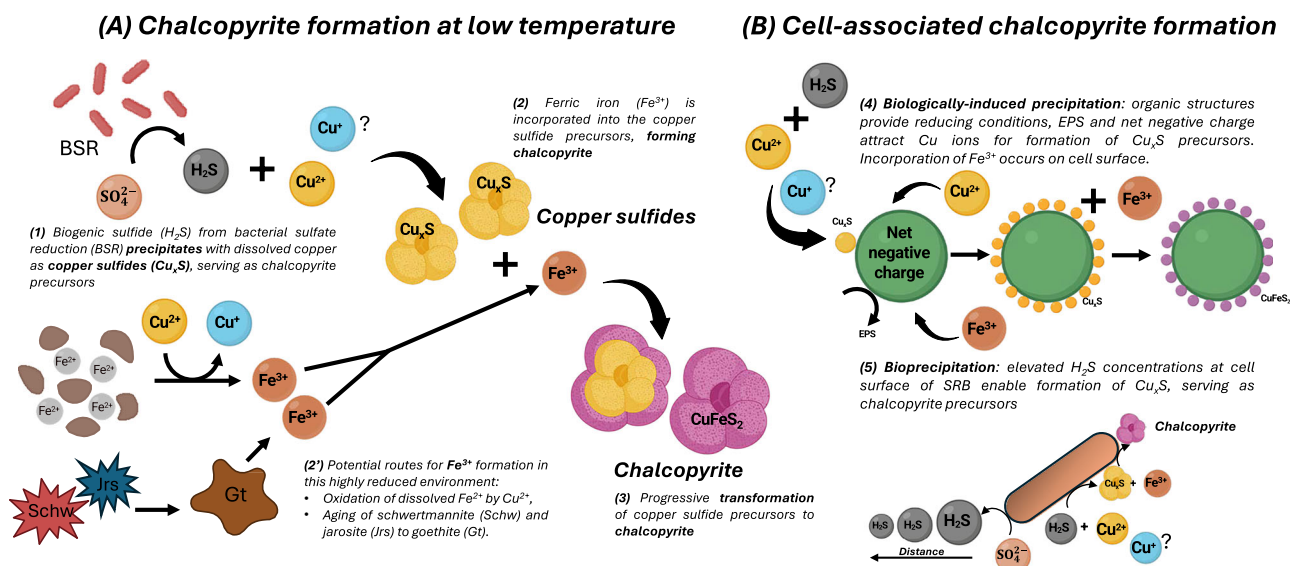 (A) Chalcopyrite formation at low temperature
BSR
SO₄²⁻
H₂S
+
Cu⁺
?
Cu²⁺
(1) Biogenic sulfide (H₂S) from bacterial sulfate
reduction (BSR) precipitates with dissolved copper
as copper sulfides (CuₓS), serving as chalcopyrite
precursors
(2) Ferric iron (Fe³⁺) is
incorporated into the copper
sulfide precursors, forming
chalcopyrite
CuₓS
CuₓS
Copper sulfides
+
Fe³⁺
Cu²⁺
Cu⁺
Fe²⁺
Fe²⁺
Fe²⁺
Fe²⁺
Fe³⁺
Fe³⁺
Schw
Jrs
Gt
(2’) Potential routes for Fe³⁺ formation in
this highly reduced environment:
• Oxidation of dissolved Fe²⁺ by Cu²⁺,
• Aging of schwertmannite (Schw) and
jarosite (Jrs) to goethite (Gt).
CuFeS₂
Chalcopyrite
(3) Progressive transformation
of copper sulfide precursors to
chalcopyrite
(B) Cell-associated chalcopyrite formation
H₂S
+
Cu²⁺
Cu⁺
?
(4) Biologically-induced precipitation: organic structures
provide reducing conditions, EPS and net negative charge
attract Cu ions for formation of CuₓS precursors.
Incorporation of Fe³⁺ occurs on cell surface.
Cu²⁺
CuₓS
Net
negative
charge
EPS
Fe³⁺
+
Fe³⁺
CuₓS
CuFeS₂
(5) Bioprecipitation: elevated H₂S concentrations at cell
surface of SRB enable formation of CuₓS, serving as
chalcopyrite precursors
Chalcopyrite
CuₓS + Fe³⁺
H₂S
H₂S
H₂S
H₂S + Cu²⁺
Cu⁺
?
Distance
SO₄²⁻